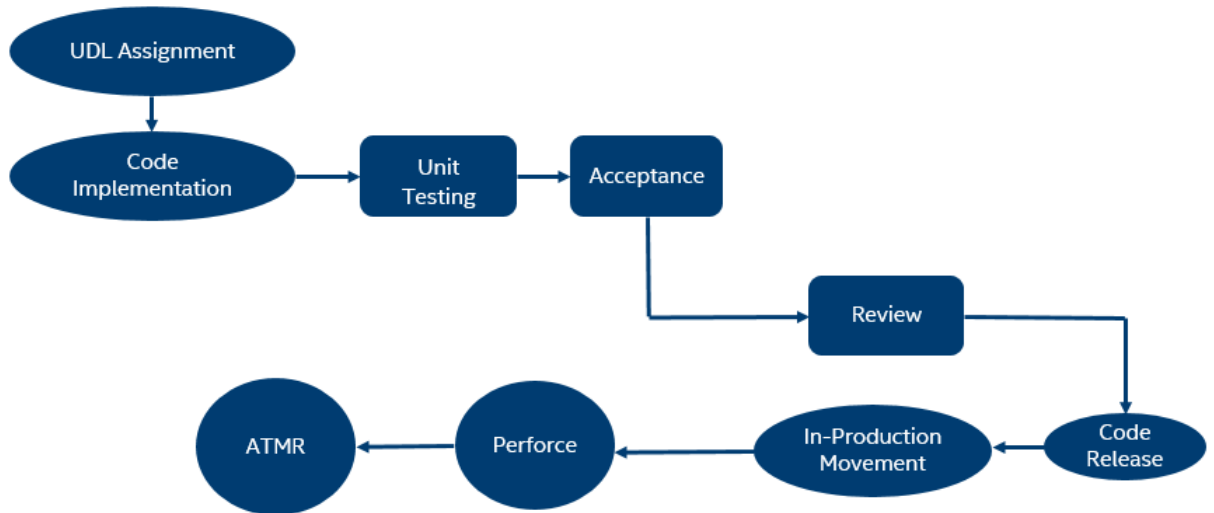 UDL Assignment
Code
Implementation
Unit
Testing
Acceptance
Review
Code
Release
In-Production
Movement
Perforce
ATMR